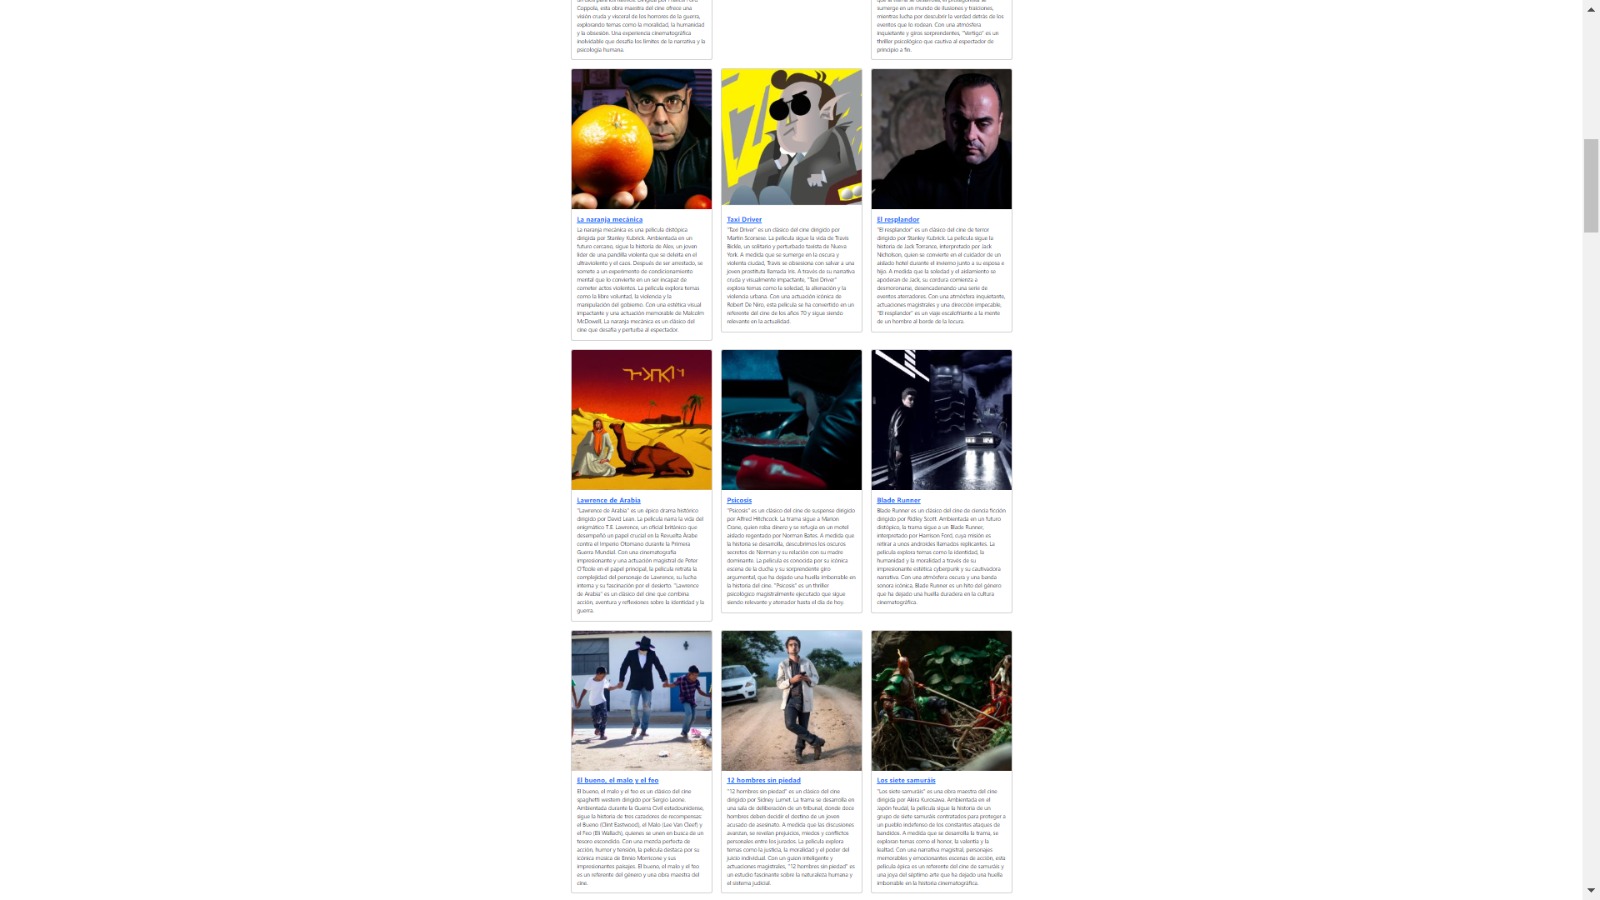 Coppola, esta obra maestra del cine ofrece una
visión cruda y visceral de los horrores de la guerra,
explorando temas como la moralidad, la humanidad
y la obsesión. Una experiencia cinematográfica
inolvidable que desafía los límites de la narrativa y la
psicología humana.
sumerge en un mundo de ilusiones y traiciones,
mientras lucha por descubrir la verdad detrás de los
eventos que lo rodean. Con una atmósfera
inquietante y giros sorprendentes, "Vertigo" es un
thriller psicológico que cautiva al espectador de
principio a fin.
La naranja mecánica
La naranja mecánica es una película distópica
dirigida por Stanley Kubrick. Ambientada en un
futuro cercano, sigue la historia de Alex, un joven
líder de una pandilla violenta que se deleita en el
ultraviolento y el caos. Después de ser arrestado, se
somete a un experimento de condicionamiento
mental que lo convierte en un ser incapaz de
cometer actos violentos. La película explora temas
como la libre voluntad, la violencia y la
manipulación del gobierno. Con una estética visual
impactante y una actuación memorable de Malcolm
McDowell, La naranja mecánica es un clásico del
cine que desafía y perturba al espectador.
Taxi Driver
"Taxi Driver" es un clásico del cine dirigido por
Martin Scorsese. La película sigue la vida de Travis
Bickle, un solitario y perturbado taxista de Nueva
York. A medida que se sumerge en la oscura y
violenta ciudad, Travis se obsesiona con salvar a una
joven prostituta llamada Iris. A través de su narrativa
cruda y visualmente impactante, "Taxi Driver"
explora temas como la soledad, la alienación y la
violencia urbana. Con una actuación icónica de
Robert De Niro, esta película se ha convertido en un
referente del cine de los años 70 y sigue siendo
relevante en la actualidad.
El resplandor
"El resplandor" es un clásico del cine de terror
dirigido por Stanley Kubrick. La película sigue la
historia de Jack Torrance, interpretado por Jack
Nicholson, quien se convierte en el cuidador de un
aislado hotel durante el invierno junto a su esposa e
hijo. A medida que la soledad y el aislamiento se
apoderan de Jack, su cordura comienza a
desmoronarse, desencadenando una serie de
eventos aterradores. Con una atmósfera inquietante,
actuaciones magistrales y una dirección impecable,
"El resplandor" es un viaje escalofriante a la mente
de un hombre al borde de la locura.
Lawrence de Arabia
"Lawrence de Arabia" es un épico drama histórico
dirigido por David Lean. La película narra la vida del
enigmático T.E. Lawrence, un oficial británico que
desempeñó un papel crucial en la Revuelta Árabe
contra el Imperio Otomano durante la Primera
Guerra Mundial. Con una cinematografía
impresionante y una actuación magistral de Peter
O'Toole en el papel principal, la película retrata la
complejidad del personaje de Lawrence, su lucha
interna y su fascinación por el desierto. "Lawrence
de Arabia" es un clásico del cine que combina
acción, aventura y reflexiones sobre la identidad y la
guerra.
Psicosis
"Psicosis" es un clásico del cine de suspense dirigido
por Alfred Hitchcock. La trama sigue a Marion
Crane, quien roba dinero y se refugia en un motel
aislado regentado por Norman Bates. A medida que
la historia se desarrolla, descubrimos los oscuros
secretos de Norman y su relación con su madre
dominante. La película es conocida por su icónica
escena de la ducha y su sorprendente giro
argumental, que ha dejado una huella imborrable en
la historia del cine. "Psicosis" es un thriller
psicológico magistralmente ejecutado que sigue
siendo relevante y aterrador hasta el día de hoy.
Blade Runner
Blade Runner es un clásico del cine de ciencia ficción
dirigido por Ridley Scott. Ambientada en un futuro
distópico, la trama sigue a un Blade Runner,
interpretado por Harrison Ford, cuya misión es
retirar a unos androides llamados replicantes. La
película explora temas como la identidad, la
humanidad y la moralidad a través de su
impresionante estética cyberpunk y su cautivadora
narrativa. Con una atmósfera oscura y una banda
sonora icónica, Blade Runner es un hito del género
que ha dejado una huella duradera en la cultura
cinematográfica.
El bueno, el malo y el feo
El bueno, el malo y el feo es un clásico del cine
spaghetti western dirigido por Sergio Leone.
Ambientada durante la Guerra Civil estadounidense,
sigue la historia de tres cazadores de recompensas:
el Bueno (Clint Eastwood), el Malo (Lee Van Cleef) y
el Feo (Eli Wallach), quienes se unen en busca de un
tesoro escondido. Con una mezcla perfecta de
acción, humor y tensión, la película destaca por su
icónica música de Ennio Morricone y sus
impresionantes paisajes. El bueno, el malo y el feo
es un referente del género y una obra maestra del
cine.
12 hombres sin piedad
"12 hombres sin piedad" es un clásico del cine
dirigido por Sidney Lumet. La trama se desarrolla en
una sala de deliberación de un tribunal, donde doce
hombres deben decidir el destino de un joven
acusado de asesinato. A medida que las discusiones
avanzan, se revelan prejuicios, miedos y conflictos
personales entre los jurados. La película explora
temas como la justicia, la moralidad y el poder del
juicio individual. Con un guion inteligente y
actuaciones magistrales, "12 hombres sin piedad" es
un estudio fascinante sobre la naturaleza humana y
el sistema judicial.
Los siete samuráis
"Los siete samuráis" es una obra maestra del cine
dirigida por Akira Kurosawa. Ambientada en el
Japón feudal, la película sigue la historia de un
grupo de siete samuráis contratados para proteger a
un pueblo indefenso de los constantes ataques de
bandidos. A medida que se desarrolla la trama, se
exploran temas como el honor, la valentía y la
lealtad. Con una narrativa magistral, personajes
memorables y emocionantes escenas de acción, esta
película épica es un referente del cine de samuráis y
una joya del séptimo arte que ha dejado una huella
imborrable en la historia cinematográfica.